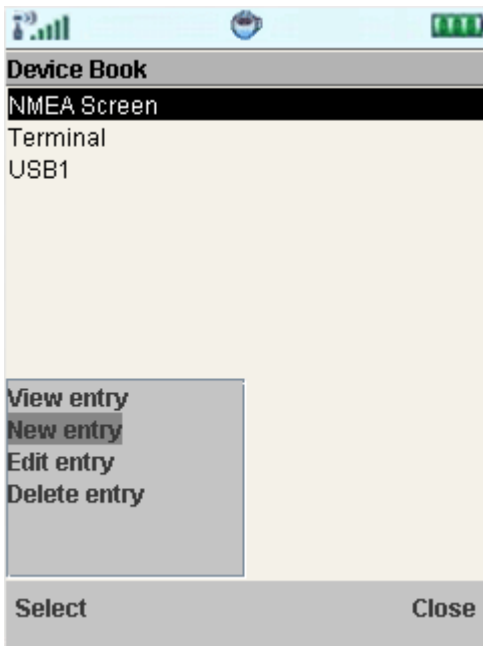 Device Book
NMEA Screen
Terminal
USB1
View entry
New entry
Edit entry
Delete entry
Select
Close